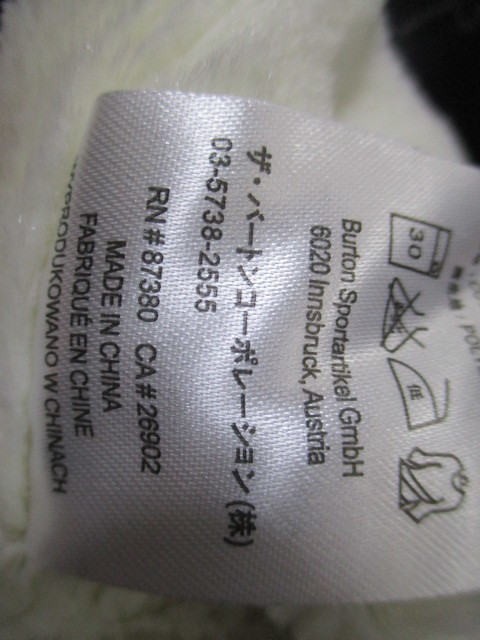 30
低
Burton Sportartikel GmbH
6020 Innsbruck, Austria
ザ・バートンコーポレーション(株)
03-5738-2555
RN# 87380 CA# 26902
MADE IN CHINA
FABRIQUÉ EN CHINE
WYPRODUKOWANO W CHINACH